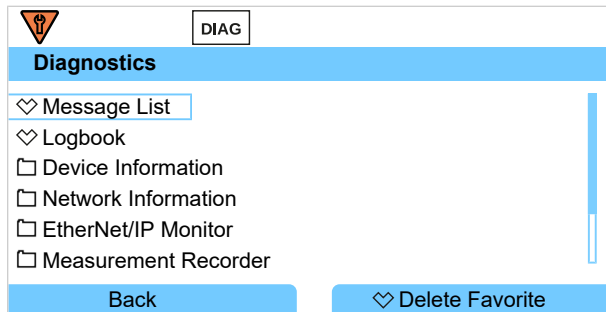 DIAG
Diagnostics
Message List
Logbook
Device Information
Network Information
EtherNet/IP Monitor
Measurement Recorder
Back
Delete Favorite